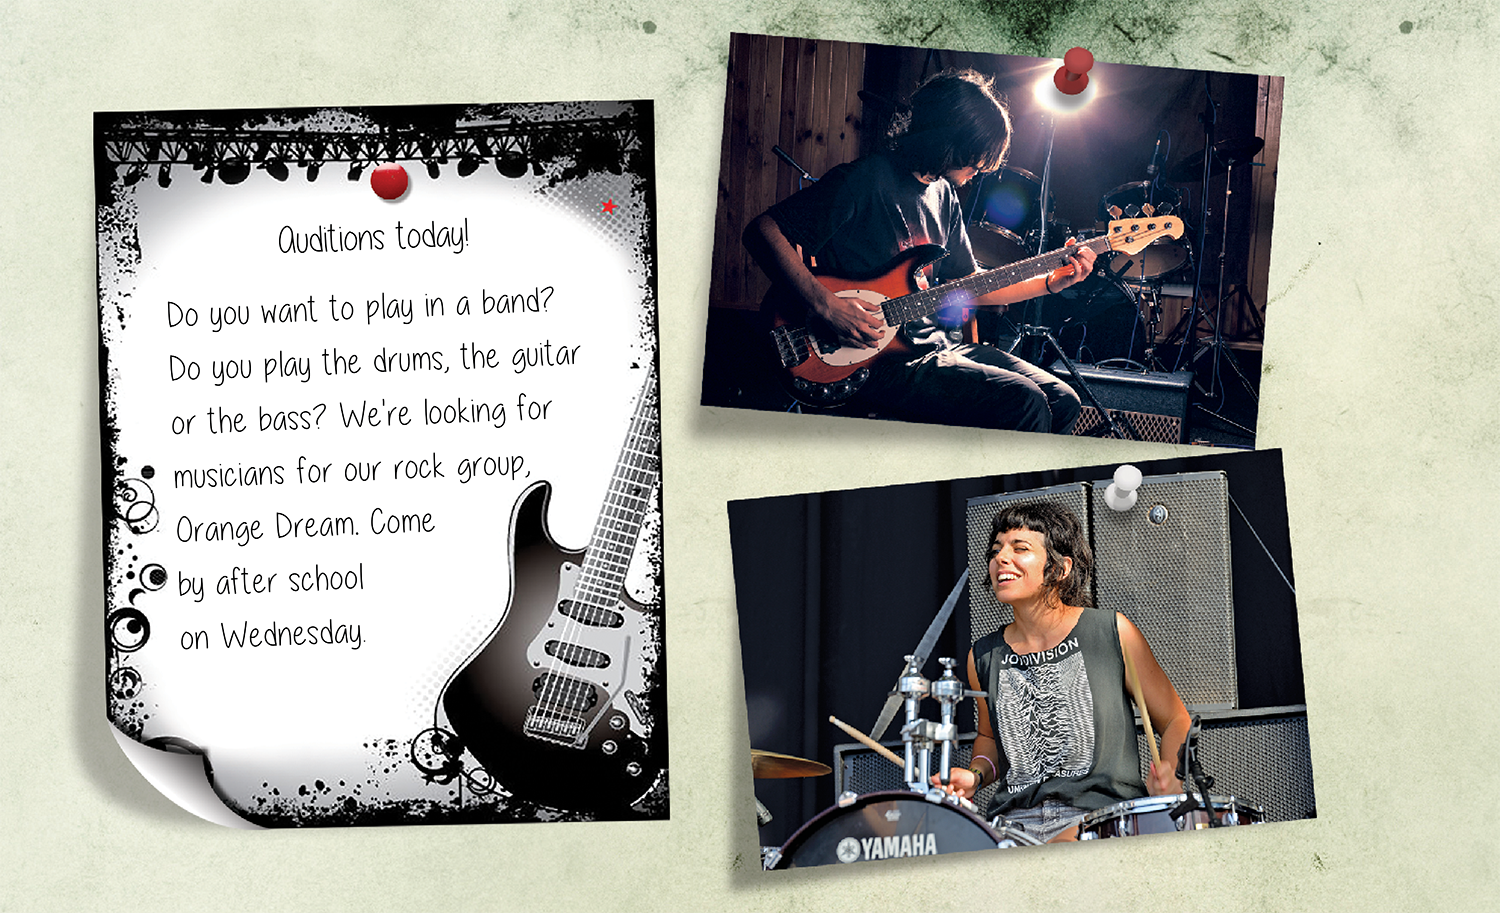 Auditions today!
Do you want to play in a band?
Do you play the drums, the guitar
or the bass? We're looking for
musicians for our rock group,
Orange Dream. Come
by after school
on Wednesday.
JOY DIVISION
YAMAHA